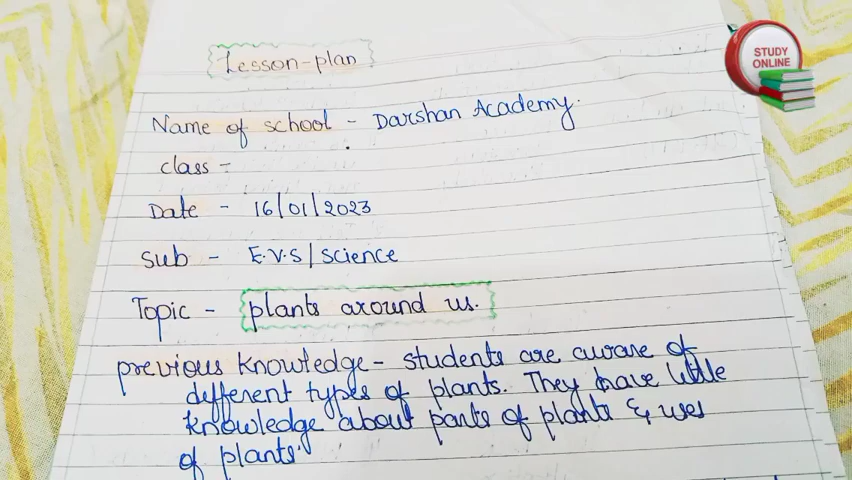 Lesson-plan
STUDY
ONLINE
Name of school - Darshan Academy.
class -
Date - 16/01/2023
Sub - E.V.S/Science
Topic - plants around us.
previous knowledge - students are aware of
different types of plants. They have little
knowledge about parts of plants & uses
of plants.